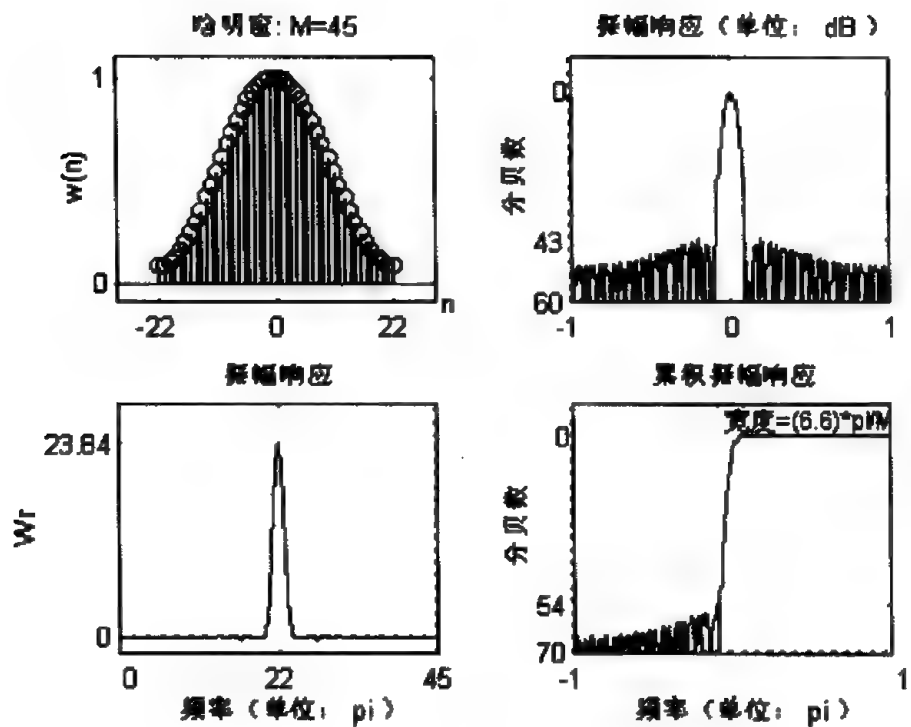 哈明窗: M=45
1
w(n)
0
-22
0
22
n
振幅响应（单位： dB）
0
分贝数
43
60
-1
0
1
振幅响应
23.84
Wr
0
0
22
45
频率（单位： pi）
累积振幅响应
宽度=(6.6)*pi/M
0
分贝数
54
70
-1
1
频率（单位： pi）